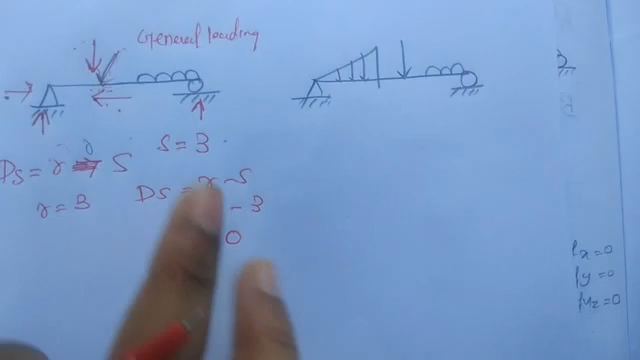 General loading
S = 3
Ds = r S
r = 3
DS = r - S
- 3
0
fx=0
fy=0
Mz=0